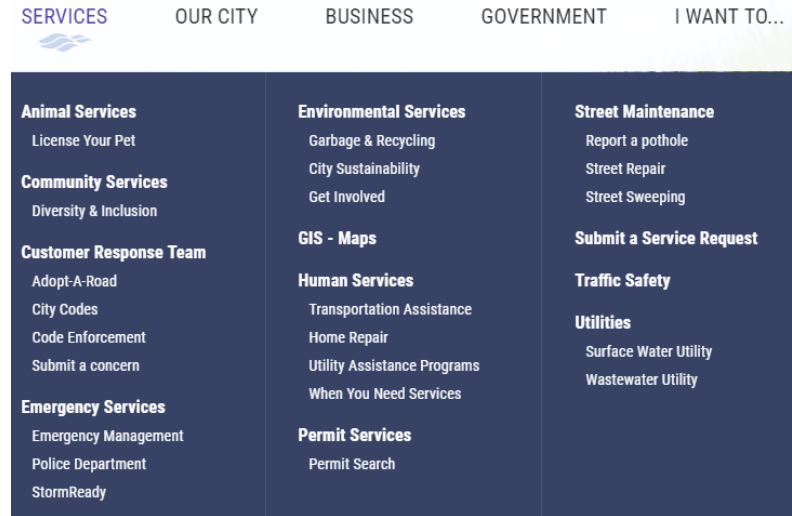 SERVICES OUR CITY BUSINESS GOVERNMENT I WANT TO...
Animal Services
License Your Pet
Community Services
Diversity & Inclusion
Customer Response Team
Adopt-A-Road
City Codes
Code Enforcement
Submit a concern
Emergency Services
Emergency Management
Police Department
StormReady
Environmental Services
Garbage & Recycling
City Sustainability
Get Involved
GIS - Maps
Human Services
Transportation Assistance
Home Repair
Utility Assistance Programs
When You Need Services
Permit Services
Permit Search
Street Maintenance
Report a pothole
Street Repair
Street Sweeping
Submit a Service Request
Traffic Safety
Utilities
Surface Water Utility
Wastewater Utility